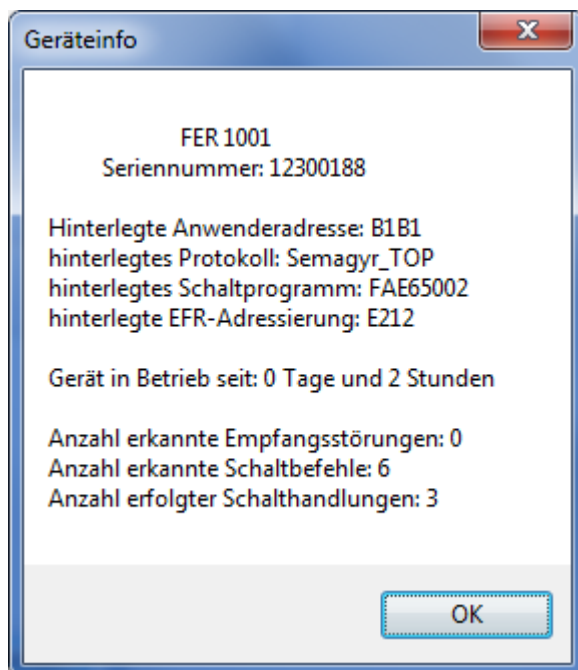 Geräteinfo
FER 1001
Seriennummer: 12300188
Hinterlegte Anwenderadresse: B1B1
hinterlegtes Protokoll: Semagyr_TOP
hinterlegtes Schaltprogramm: FAE65002
hinterlegte EFR-Adressierung: E212
Gerät in Betrieb seit: 0 Tage und 2 Stunden
Anzahl erkannte Empfangsstörungen: 0
Anzahl erkannte Schaltbefehle: 6
Anzahl erfolgter Schalthandlungen: 3
OK